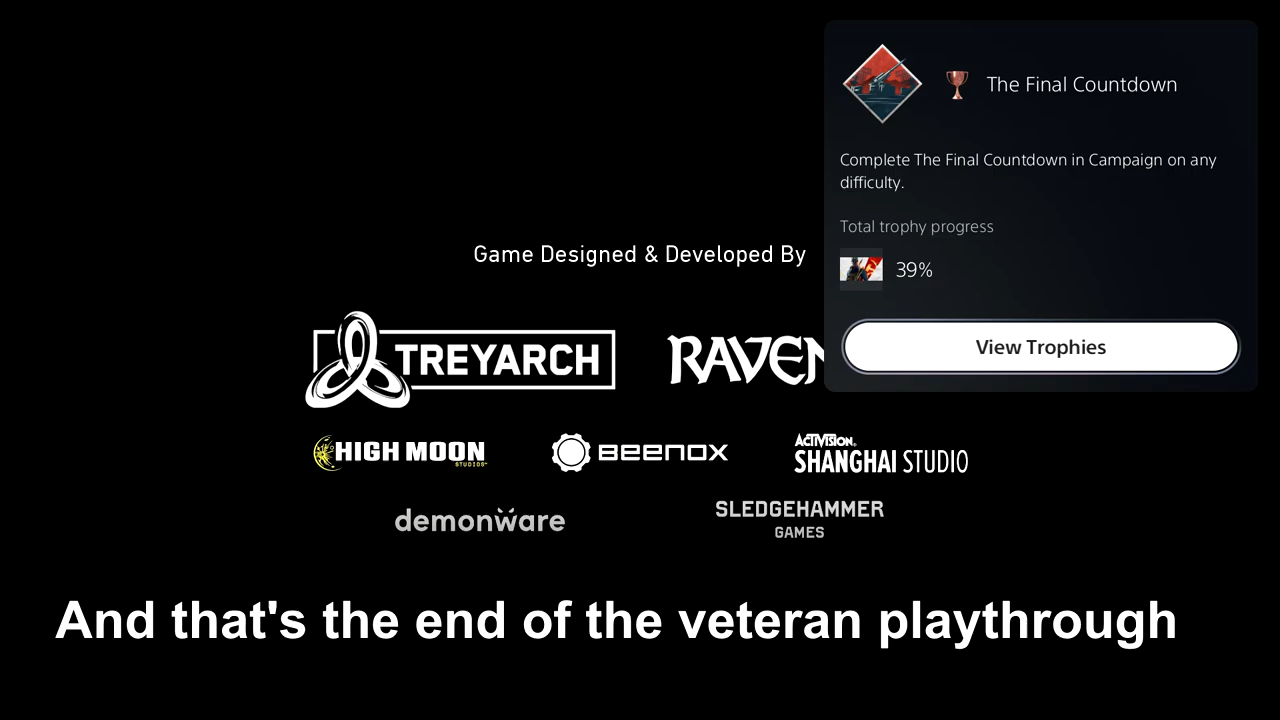 The Final Countdown
Complete The Final Countdown in Campaign on any
difficulty.
Total trophy progress
39%
View Trophies
Game Designed & Developed By
TREYARCH
RAVEN
HIGH MOON
STUDIOS
BEENOX
ACTIVISION
SHANGHAI STUDIO
demonware
SLEDGEHAMMER
GAMES
And that's the end of the veteran playthrough